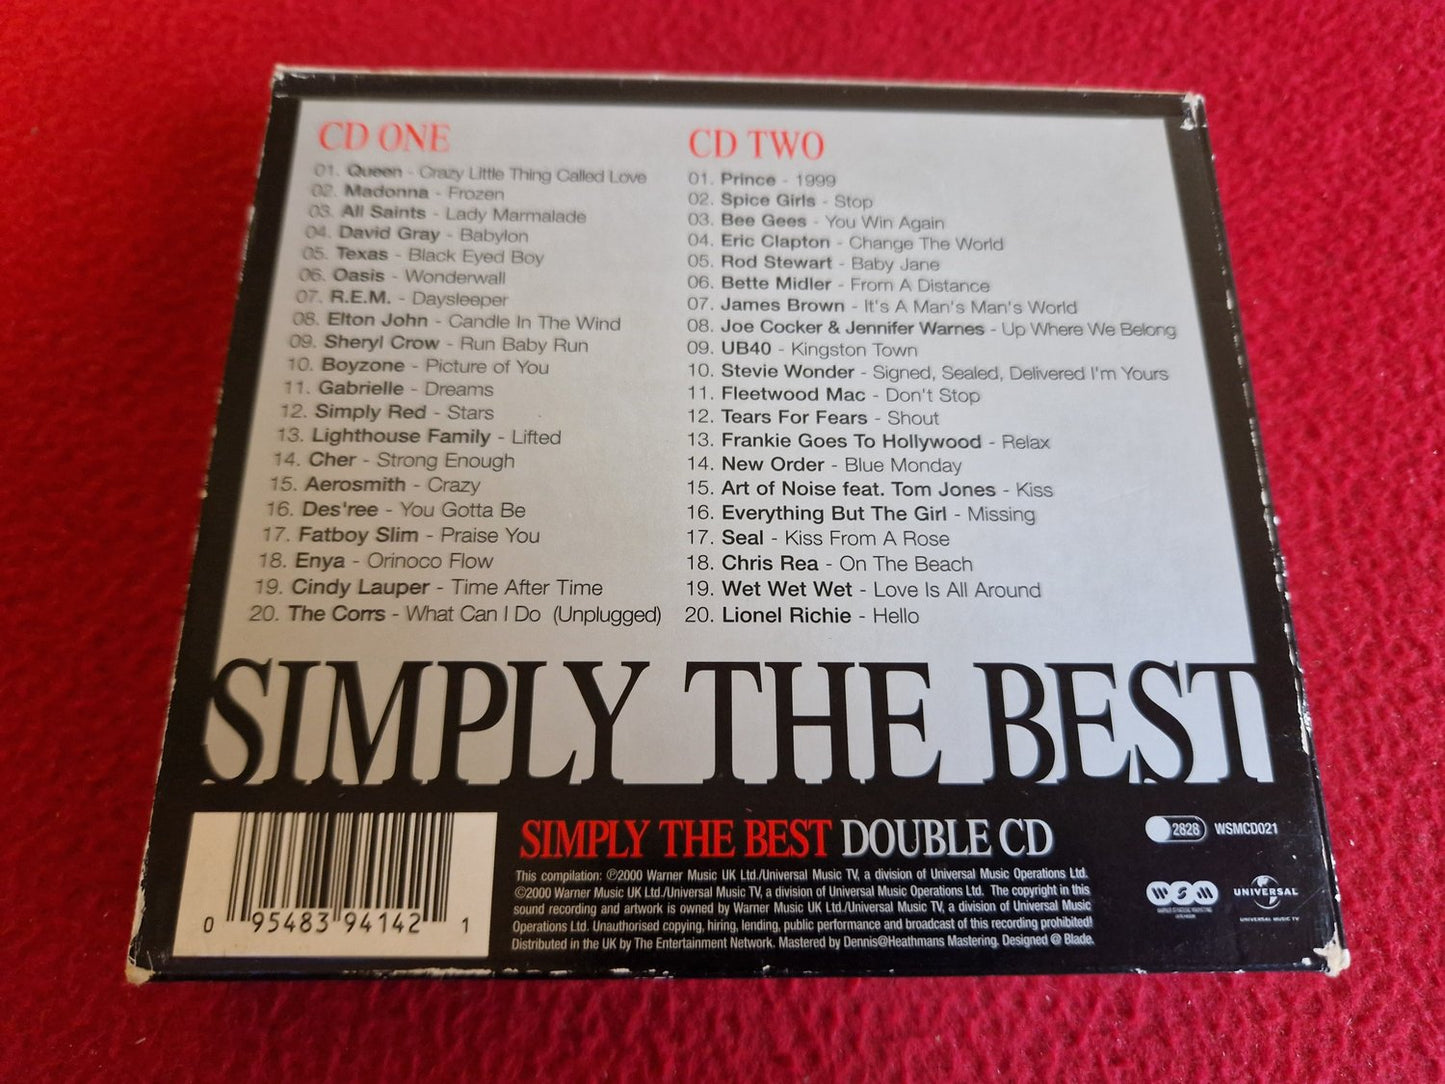 CD ONE
01. Queen - Crazy Little Thing Called Love
02. Madonna - Frozen
03. All Saints - Lady Marmalade
04. David Gray - Babylon
05. Texas - Black Eyed Boy
06. Oasis - Wonderwall
07. R.E.M. - Daysleeper
08. Elton John - Candle In The Wind
09. Sheryl Crow - Run Baby Run
10. Boyzone - Picture of You
11. Gabrielle - Dreams
12. Simply Red - Stars
13. Lighthouse Family - Lifted
14. Cher - Strong Enough
15. Aerosmith - Crazy
16. Des'ree - You Gotta Be
17. Fatboy Slim - Praise You
18. Enya - Orinoco Flow
19. Cindy Lauper - Time After Time
20. The Corrs - What Can I Do (Unplugged)
CD TWO
01. Prince - 1999
02. Spice Girls - Stop
03. Bee Gees - You Win Again
04. Eric Clapton - Change The World
05. Rod Stewart - Baby Jane
06. Bette Midler - From A Distance
07. James Brown - It's A Man's Man's World
08. Joe Cocker & Jennifer Warnes - Up Where We Belong
09. UB40 - Kingston Town
10. Stevie Wonder - Signed, Sealed, Delivered I'm Yours
11. Fleetwood Mac - Don't Stop
12. Tears For Fears - Shout
13. Frankie Goes To Hollywood - Relax
14. New Order - Blue Monday
15. Art of Noise feat. Tom Jones - Kiss
16. Everything But The Girl - Missing
17. Seal - Kiss From A Rose
18. Chris Rea - On The Beach
19. Wet Wet Wet - Love Is All Around
20. Lionel Richie - Hello
SIMPLY THE BEST
0 95483 94142 1
SIMPLY THE BEST DOUBLE CD
This compilation: ℗2000 Warner Music UK Ltd./Universal Music TV, a division of Universal Music Operations Ltd.
©2000 Warner Music UK Ltd./Universal Music TV, a division of Universal Music Operations Ltd. The copyright in this
sound recording and artwork is owned by Warner Music UK Ltd./Universal Music TV, a division of Universal Music
Operations Ltd. Unauthorised copying, hiring, lending, public performance and broadcast of this recording prohibited!
Distributed in the UK by The Entertainment Network. Mastered by Dennis@Heathmans Mastering. Designed @ Blade.
2828 WSMCD021
WSM
UNIVERSAL
UNIVERSAL MUSIC TV